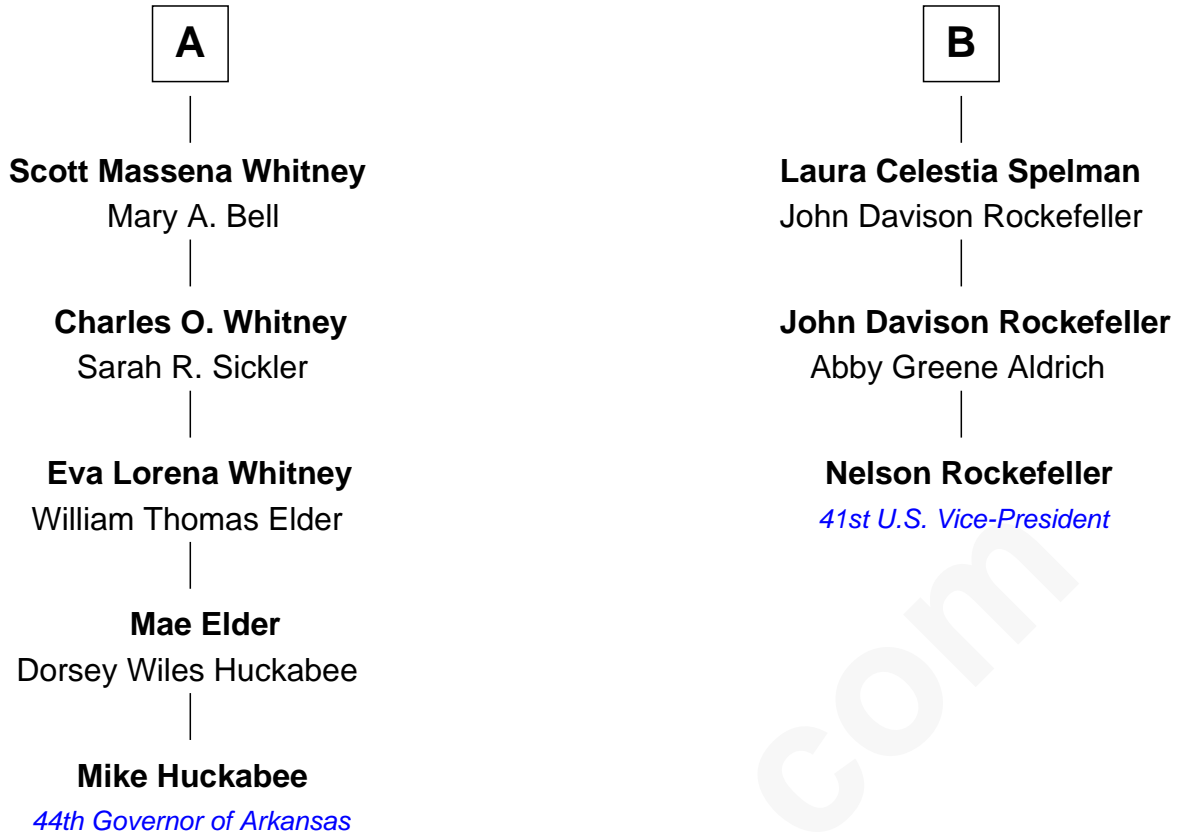 A
Scott Massena Whitney
Mary A. Bell
Charles O. Whitney
Sarah R. Sickler
Eva Lorena Whitney
William Thomas Elder
Mae Elder
Dorsey Wiles Huckabee
Mike Huckabee
44th Governor of Arkansas
B
Laura Celestia Spelman
John Davison Rockefeller
John Davison Rockefeller
Abby Greene Aldrich
Nelson Rockefeller
41st U.S. Vice-President
com